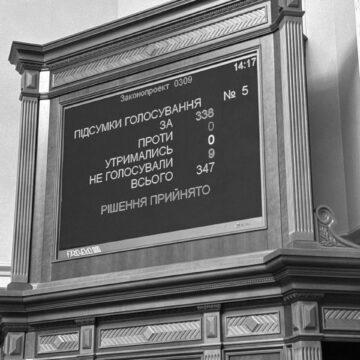 14:17
Законопроект 0309
№ 5
ПІДСУМКИ ГОЛОСУВАННЯ
ЗА 338
ПРОТИ 0
УТРИМАЛИСЬ 0
НЕ ГОЛОСУВАЛИ 9
ВСЬОГО 347
РІШЕННЯ ПРИЙНЯТО